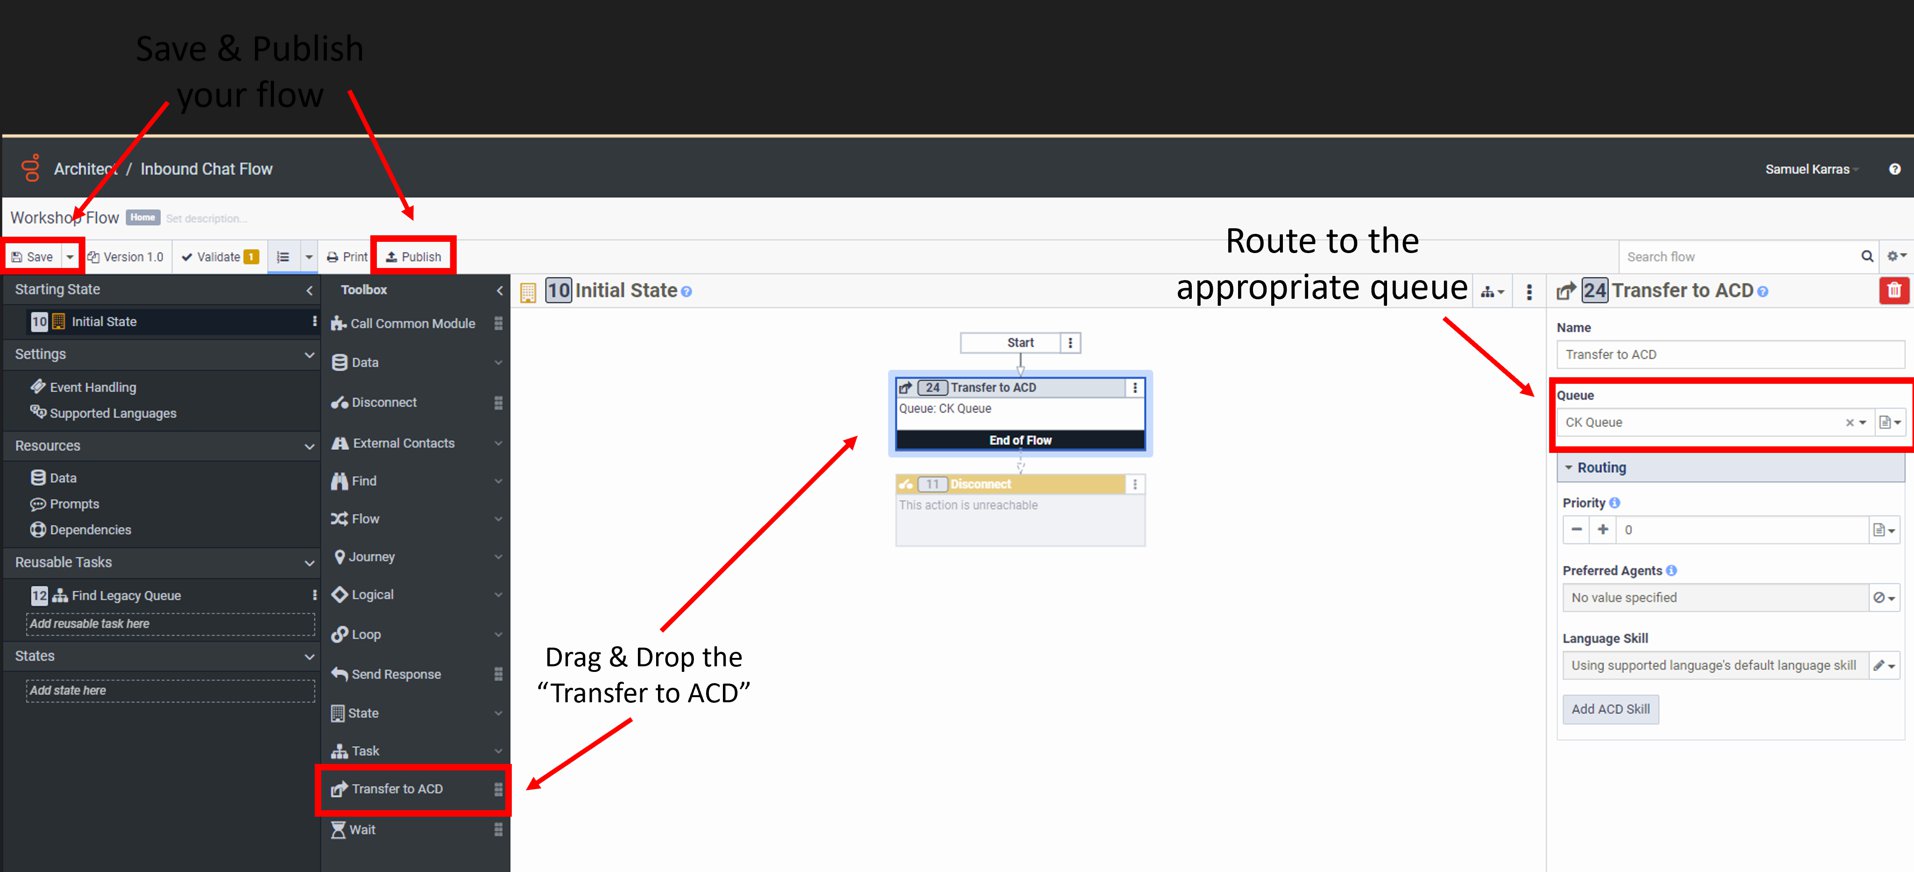 Save & Publish
your flow
Architect / Inbound Chat Flow
Samuel Karras
Workshop Flow Home Set description...
Save Version 1.0 Validate 1 Print Publish
Search flow
Route to the
appropriate queue
Starting State
10 Initial State
Settings
Event Handling
Supported Languages
Resources
Data
Prompts
Dependencies
Reusable Tasks
12 Find Legacy Queue
Add reusable task here
States
Add state here
Toolbox
Call Common Module
Data
Disconnect
External Contacts
Find
Flow
Journey
Logical
Loop
Send Response
State
Task
Transfer to ACD
Wait
10 Initial State
Start
24 Transfer to ACD
Queue: CK Queue
End of Flow
11 Disconnect
This action is unreachable
Drag & Drop the
“Transfer to ACD”
24 Transfer to ACD
Name
Transfer to ACD
Queue
CK Queue
Routing
Priority
0
Preferred Agents
No value specified
Language Skill
Using supported language's default language skill
Add ACD Skill